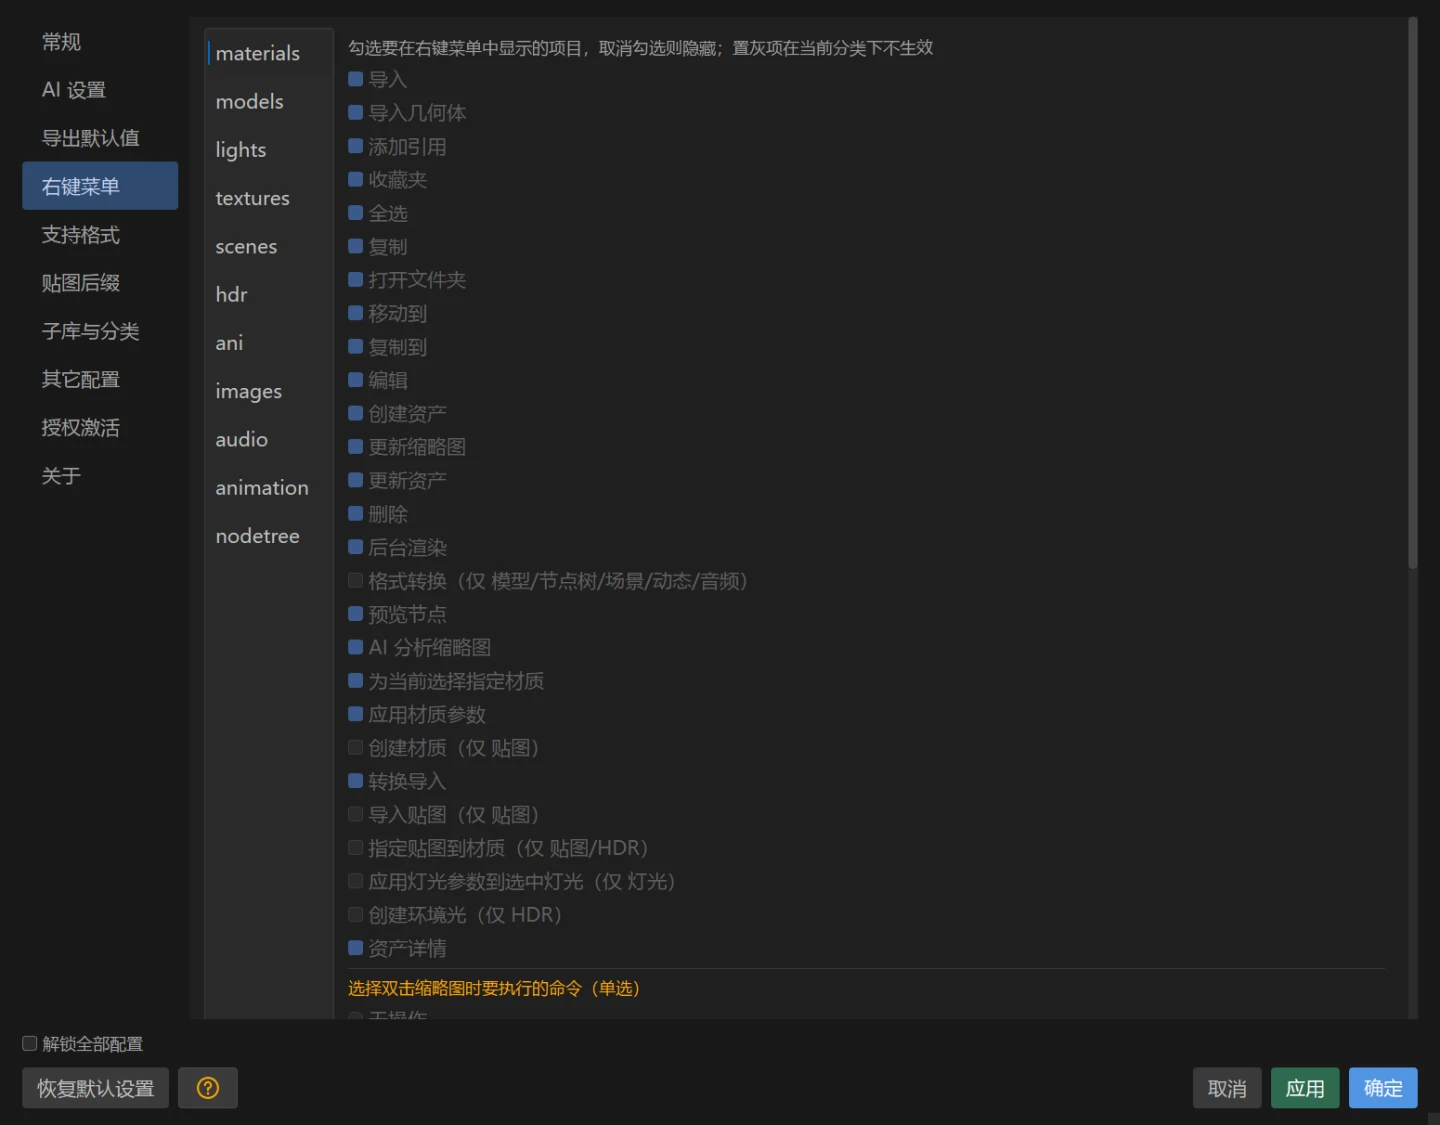 常规
AI 设置
导出默认值
右键菜单
支持格式
贴图后缀
子库与分类
其它配置
授权激活
关于
materials
models
lights
textures
scenes
hdr
ani
images
audio
animation
nodetree
勾选要在右键菜单中显示的项目，取消勾选则隐藏；置灰项在当前分类下不生效
导入
导入几何体
添加引用
收藏夹
全选
复制
打开文件夹
移动到
复制到
编辑
创建资产
更新缩略图
更新资产
删除
后台渲染
格式转换（仅 模型/节点树/场景/动态/音频）
预览节点
AI 分析缩略图
为当前选择指定材质
应用材质参数
创建材质（仅 贴图）
转换导入
导入贴图（仅 贴图）
指定贴图到材质（仅 贴图/HDR）
应用灯光参数到选中灯光（仅 灯光）
创建环境光（仅 HDR）
资产详情
选择双击缩略图时要执行的命令（单选）
无操作
解锁全部配置
恢复默认设置
?
取消
应用
确定